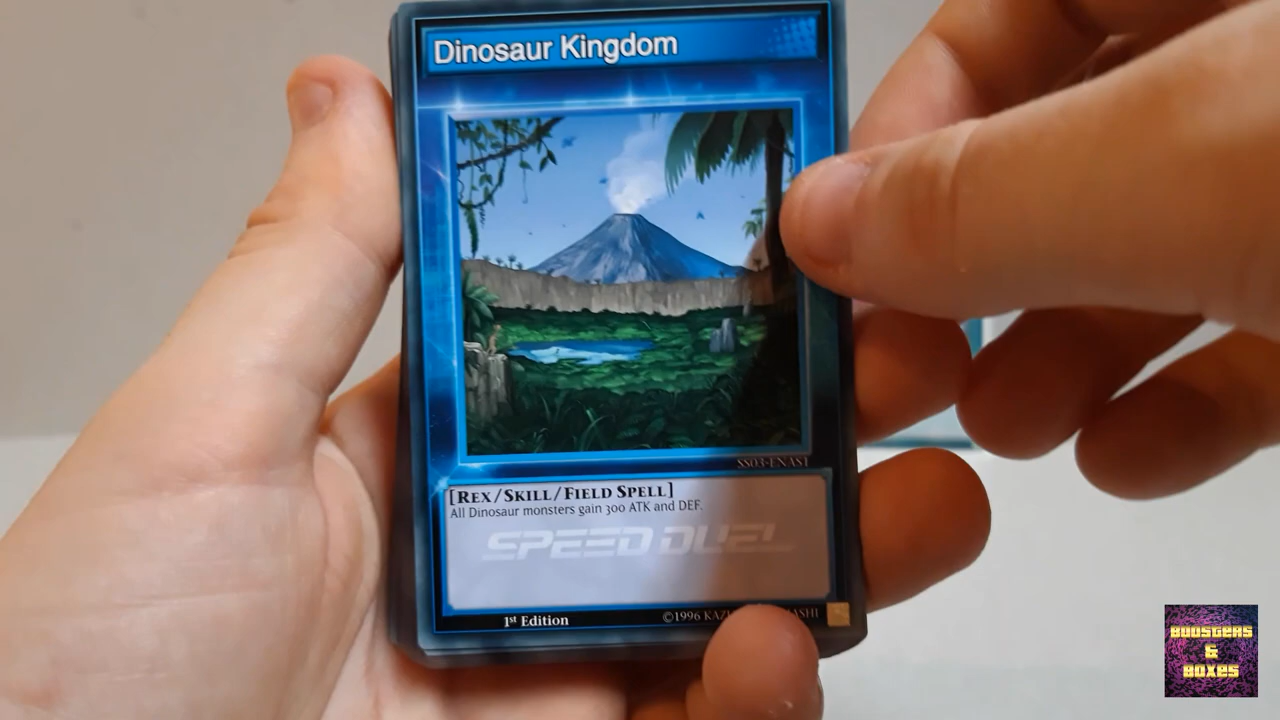 Dinosaur Kingdom
SS03-ENAS1
[REX/SKILL/FIELD SPELL]
All Dinosaur monsters gain 300 ATK and DEF.
SPEED DUEL
1st Edition
©1996
BOOSTERS
&
BOXES